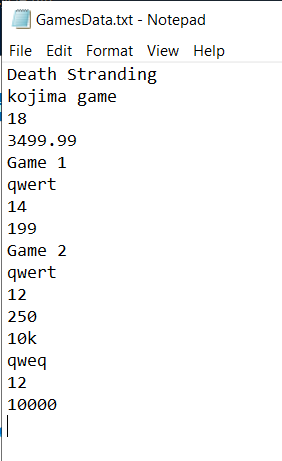 GamesData.txt - Notepad
File Edit Format View Help
Death Stranding
kojima game
18
3499.99
Game 1
qwert
14
199
Game 2
qwert
12
250
10k
qweq
12
10000